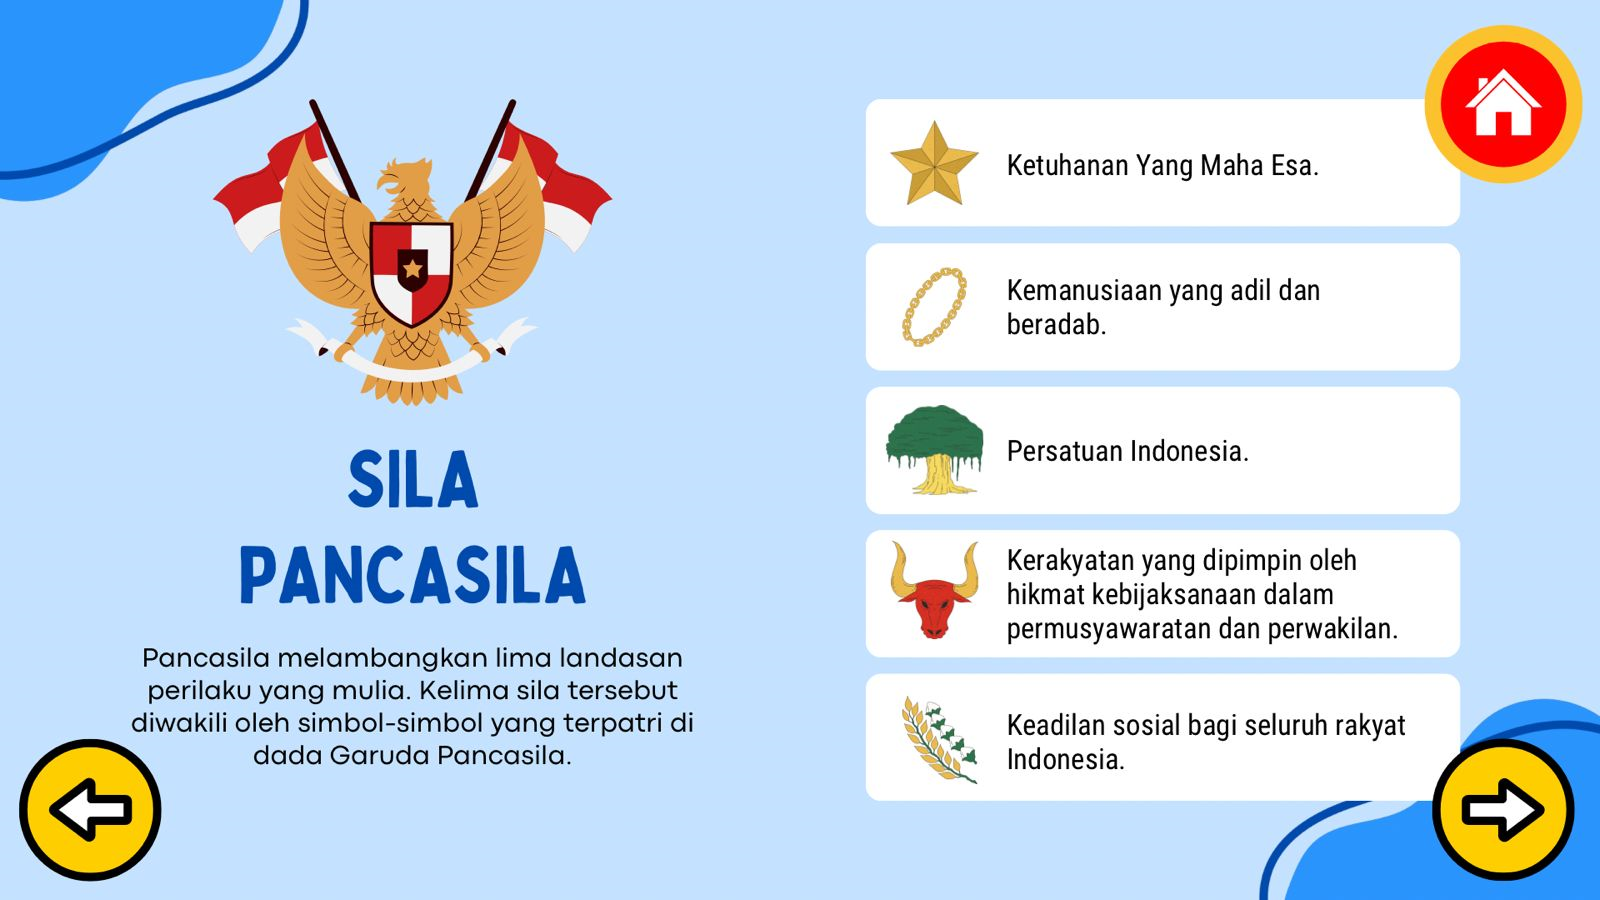 SILA
PANCASILA
Pancasila melambangkan lima landasan
perilaku yang mulia. Kelima sila tersebut
diwakili oleh simbol-simbol yang terpatri di
dada Garuda Pancasila.
Ketuhanan Yang Maha Esa.
Kemanusiaan yang adil dan
beradab.
Persatuan Indonesia.
Kerakyatan yang dipimpin oleh
hikmat kebijaksanaan dalam
permusyawaratan dan perwakilan.
Keadilan sosial bagi seluruh rakyat
Indonesia.